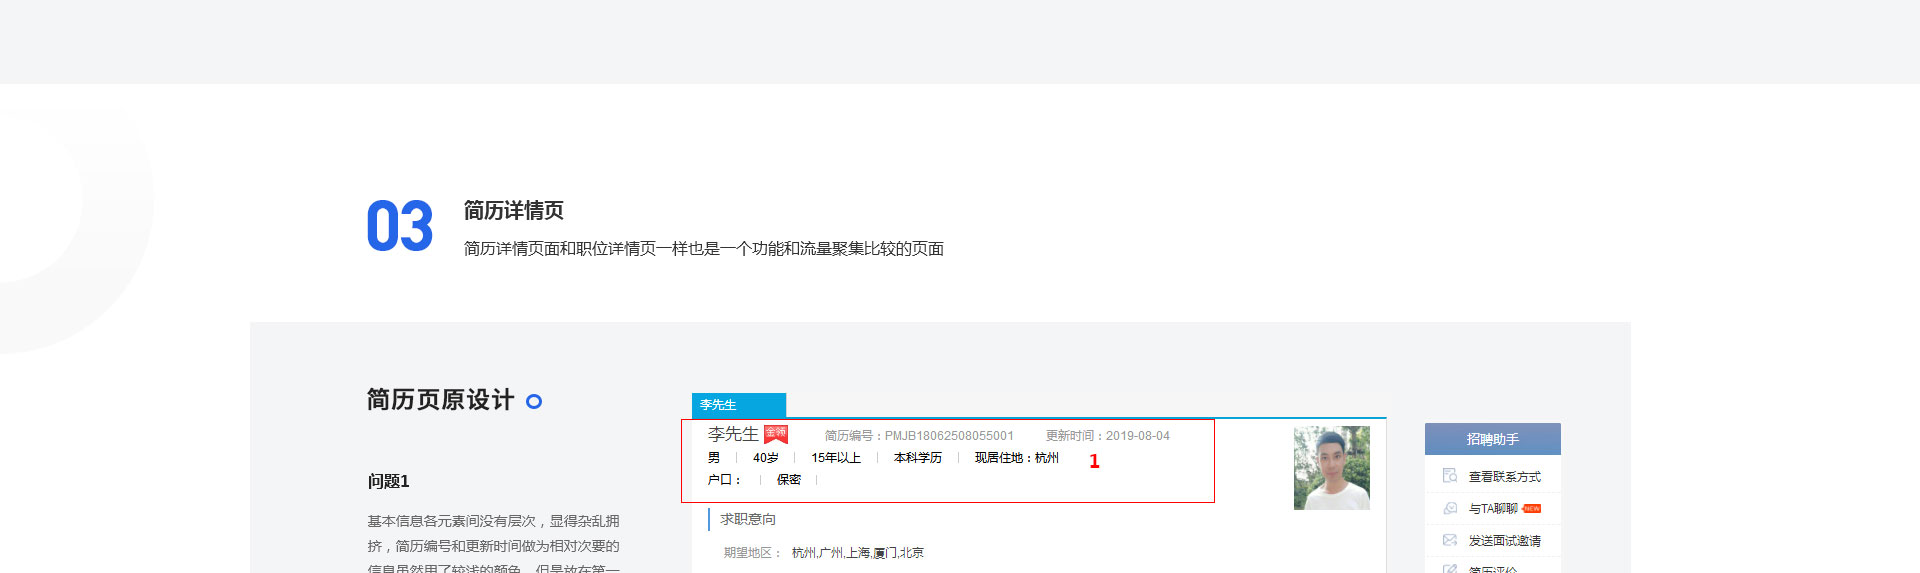 03
简历详情页
简历详情页面和职位详情页一样也是一个功能和流量聚集比较的页面
简历页原设计
问题1
基本信息各元素间没有层次，显得杂乱拥
挤，简历编号和更新时间做为相对次要的
信息虽然用了较浅的颜色，但是放在第一
李先生
李先生 金领 简历编号：PMJB18062508055001 更新时间：2019-08-04
男 40岁 15年以上 本科学历 现居住地：杭州
1
户口： 保密
求职意向
期望地区： 杭州,广州,上海,厦门,北京
招聘助手
查看联系方式
与TA聊聊 NEW
发送面试邀请
简历评价